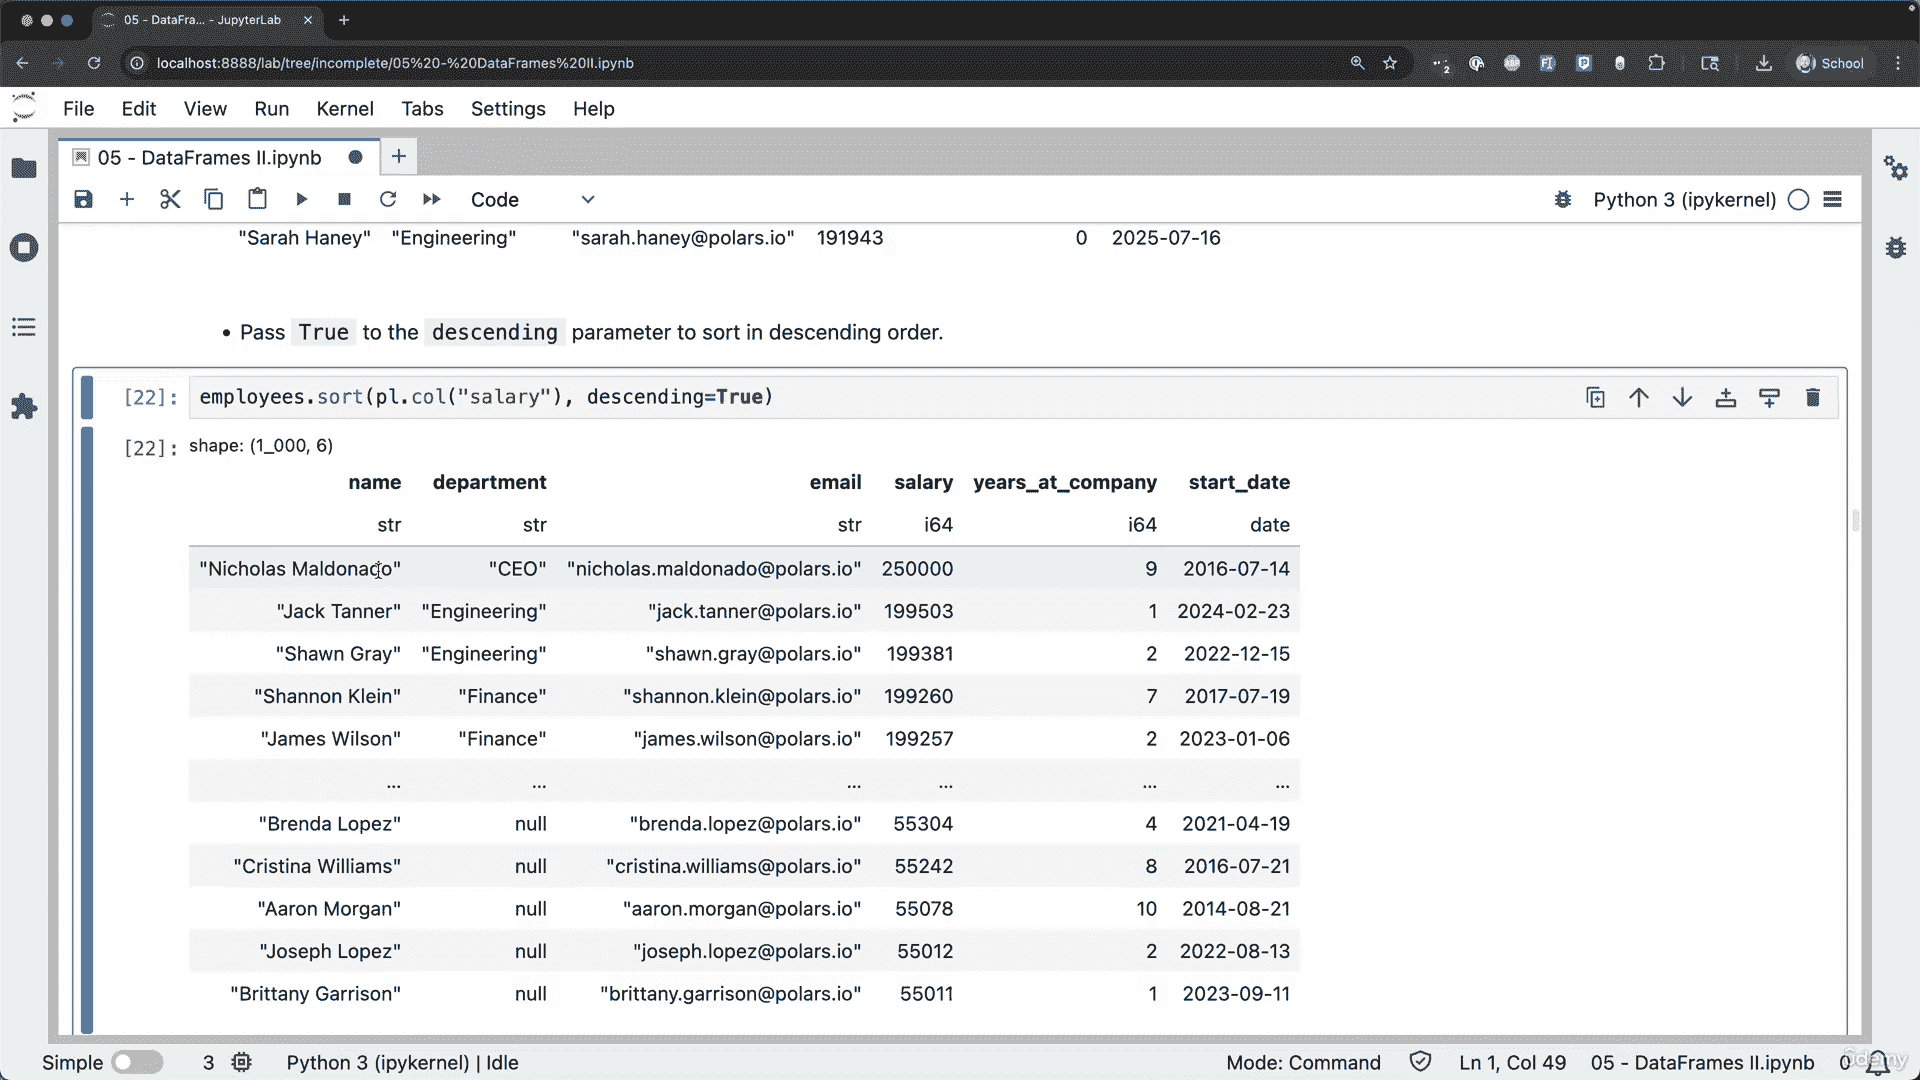 05 - DataFra... - JupyterLab
localhost:8888/lab/tree/incomplete/05%20-%20DataFrames%20II.ipynb
2
School
File Edit View Run Kernel Tabs Settings Help
05 - DataFrames II.ipynb
Code
Python 3 (ipykernel)
"Sarah Haney" "Engineering" "sarah.haney@polars.io" 191943 0 2025-07-16
• Pass True to the descending parameter to sort in descending order.
[22]: employees.sort(pl.col("salary"), descending=True)
[22]: shape: (1_000, 6)
name department email salary years_at_company start_date
str str str i64 i64 date
"Nicholas Maldonado" "CEO" "nicholas.maldonado@polars.io" 250000 9 2016-07-14
"Jack Tanner" "Engineering" "jack.tanner@polars.io" 199503 1 2024-02-23
"Shawn Gray" "Engineering" "shawn.gray@polars.io" 199381 2 2022-12-15
"Shannon Klein" "Finance" "shannon.klein@polars.io" 199260 7 2017-07-19
"James Wilson" "Finance" "james.wilson@polars.io" 199257 2 2023-01-06
… … … … … …
"Brenda Lopez" null "brenda.lopez@polars.io" 55304 4 2021-04-19
"Cristina Williams" null "cristina.williams@polars.io" 55242 8 2016-07-21
"Aaron Morgan" null "aaron.morgan@polars.io" 55078 10 2014-08-21
"Joseph Lopez" null "joseph.lopez@polars.io" 55012 2 2022-08-13
"Brittany Garrison" null "brittany.garrison@polars.io" 55011 1 2023-09-11
Simple 3 Python 3 (ipykernel) | Idle Mode: Command Ln 1, Col 49 05 - DataFrames II.ipynb 0
udemy